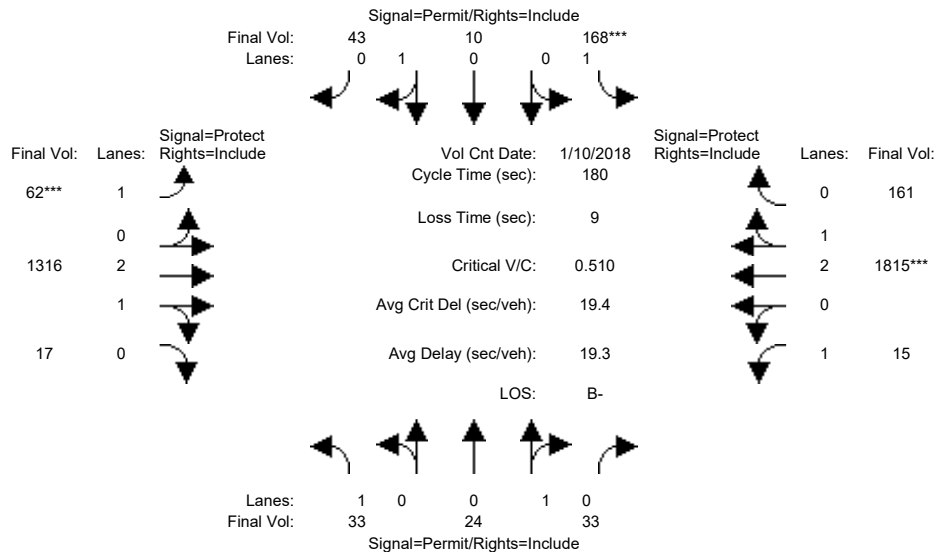 Signal=Permit/Rights=Include
Final Vol: 43 10 168***
Lanes: 0 1 0 0 1
Signal=Protect Signal=Protect
Final Vol: Lanes: Rights=Include Vol Cnt Date: 1/10/2018 Rights=Include Lanes: Final Vol:
Cycle Time (sec): 180
62*** 1 0 161
Loss Time (sec): 9
0 1
1316 2 Critical V/C: 0.510 2 1815***
1 Avg Crit Del (sec/veh): 19.4 0
17 0 Avg Delay (sec/veh): 19.3 1 15
LOS: B-
Lanes: 1 0 0 1 0
Final Vol: 33 24 33
Signal=Permit/Rights=Include